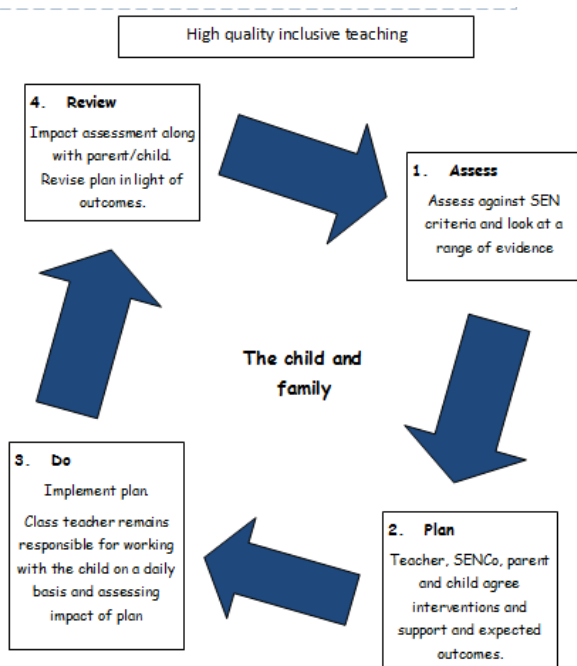 High quality inclusive teaching
4. Review
Impact assessment along
with parent/child.
Revise plan in light of
outcomes.
1. Assess
Assess against SEN
criteria and look at a
range of evidence
The child and
family
2. Plan
Teacher, SENCo, parent
and child agree
interventions and
support and expected
outcomes.
3. Do
Implement plan
Class teacher remains
responsible for working
with the child on a daily
basis and assessing
impact of plan